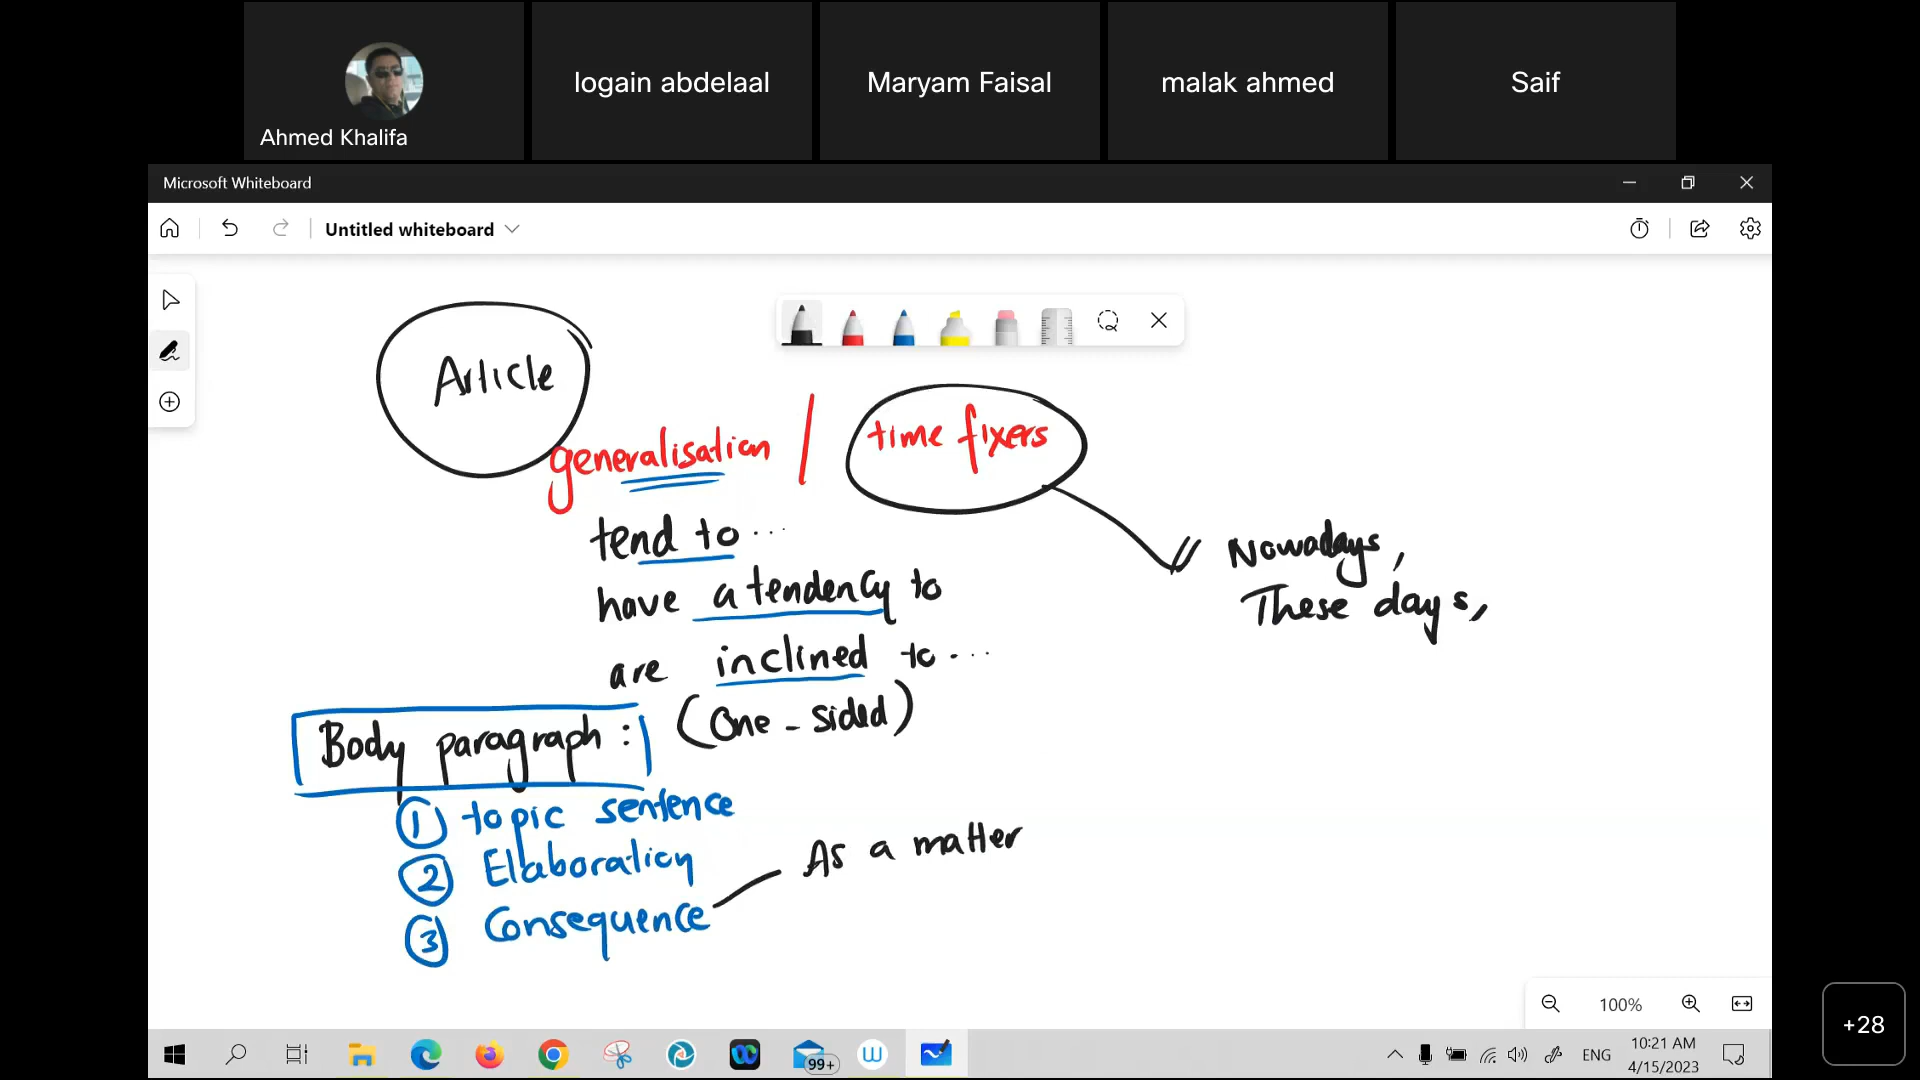 logain abdelaal
Maryam Faisal
malak ahmed
Saif
Ahmed Khalifa
Microsoft Whiteboard
Untitled whiteboard
Article
generalisation / time fixers
tend to ...
have a tendency to
are inclined to ...
Nowadays,
These days,
Body paragraph : (One-sided)
1 topic sentence
2 Elaboration
3 Consequence
As a matter
100%
+28
99+
ENG
10:21 AM
4/15/2023